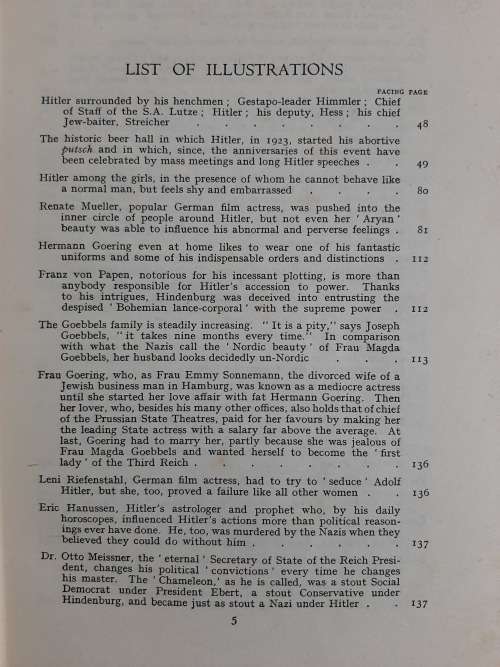 LIST OF ILLUSTRATIONS
FACING PAGE
Hitler surrounded by his henchmen ; Gestapo-leader Himmler ; Chief
of Staff of the S.A. Lutze ; Hitler ; his deputy, Hess ; his chief
Jew-baiter, Streicher . . . . . . . . 48
The historic beer hall in which Hitler, in 1923, started his abortive
putsch and in which, since, the anniversaries of this event have
been celebrated by mass meetings and long Hitler speeches . . 49
Hitler among the girls, in the presence of whom he cannot behave like
a normal man, but feels shy and embarrassed . . . . 80
Renate Mueller, popular German film actress, was pushed into the
inner circle of people around Hitler, but not even her ' Aryan '
beauty was able to influence his abnormal and perverse feelings . 81
Hermann Goering even at home likes to wear one of his fantastic
uniforms and some of his indispensable orders and distinctions . 112
Franz von Papen, notorious for his incessant plotting, is more than
anybody responsible for Hitler's accession to power. Thanks
to his intrigues, Hindenburg was deceived into entrusting the
despised ' Bohemian lance-corporal ' with the supreme power . 112
The Goebbels family is steadily increasing. " It is a pity," says Joseph
Goebbels, " it takes nine months every time." In comparison
with what the Nazis call the ' Nordic beauty ' of Frau Magda
Goebbels, her husband looks decidedly un-Nordic . . . 113
Frau Goering, who, as Frau Emmy Sonnemann, the divorced wife of a
Jewish business man in Hamburg, was known as a mediocre actress
until she started her love affair with fat Hermann Goering. Then
her lover, who, besides his many other offices, also holds that of chief
of the Prussian State Theatres, paid for her favours by making her
the leading State actress with a salary far above the average. At
last, Goering had to marry her, partly because she was jealous of
Frau Magda Goebbels and wanted herself to become the ' first
lady ' of the Third Reich . . . . . . . 136
Leni Riefenstahl, German film actress, had to try to ' seduce ' Adolf
Hitler, but she, too, proved a failure like all other women . . 136
Eric Hanussen, Hitler's astrologer and prophet who, by his daily
horoscopes, influenced Hitler's actions more than political reason-
ings ever have done. He, too, was murdered by the Nazis when they
believed they could do without him . . . . . . 137
Dr. Otto Meissner, the ' eternal ' Secretary of State of the Reich Presi-
dent, changes his political ' convictions ' every time he changes
his master. The ' Chameleon,' as he is called, was a stout Social
Democrat under President Ebert, a stout Conservative under
Hindenburg, and became just as stout a Nazi under Hitler . . 137
5